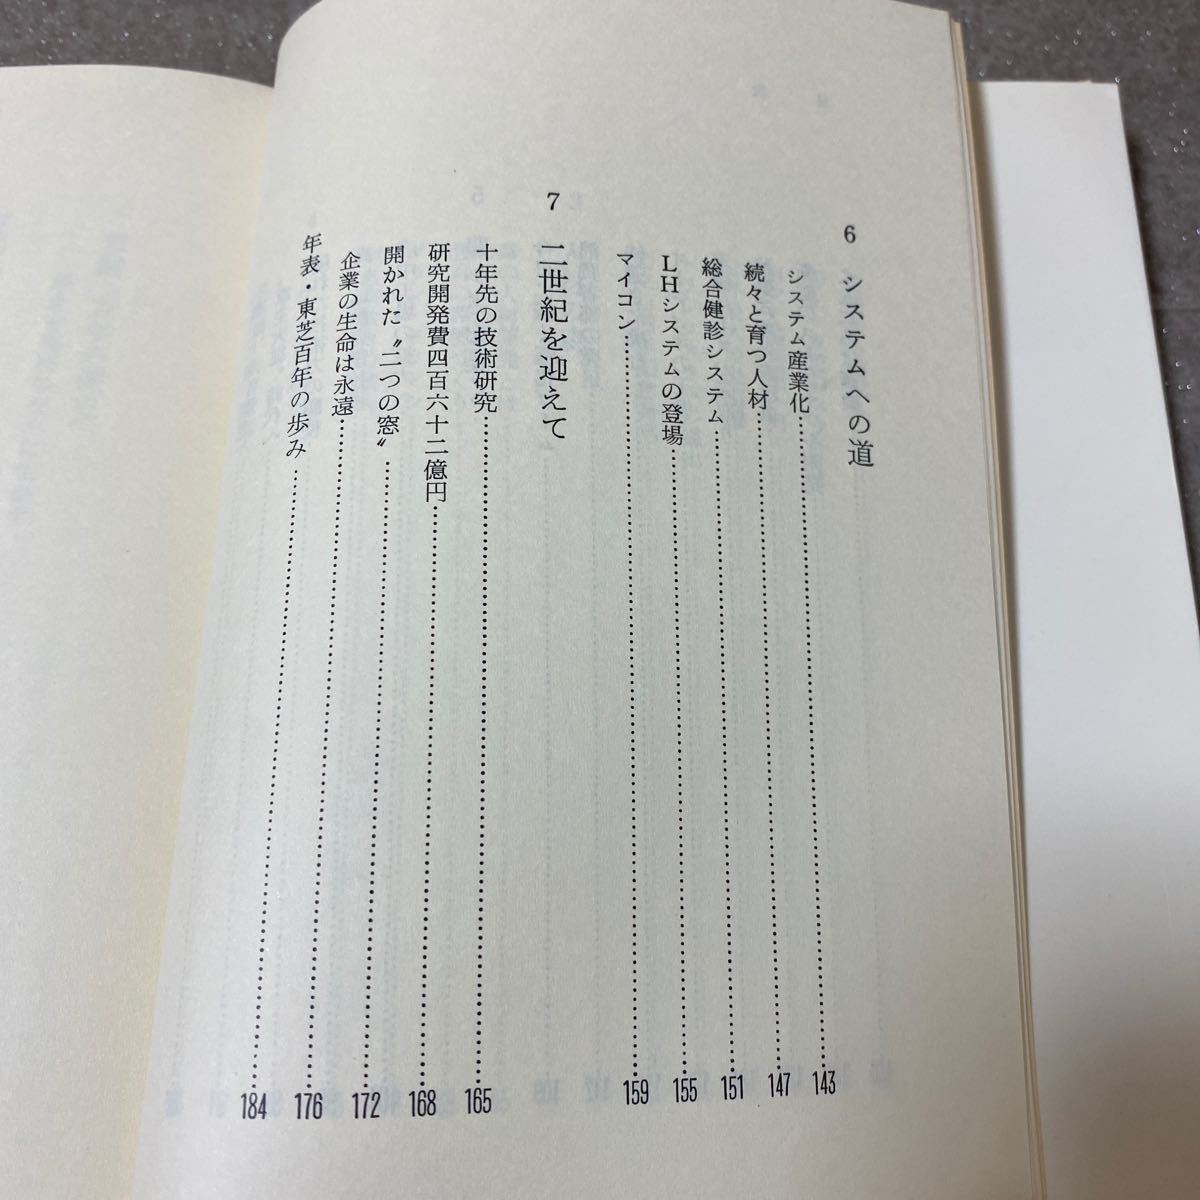 6 システムへの道
システム産業化……143
続々と育つ人材……147
総合健診システム……151
LHシステムの登場……155
マイコン……159
7 二世紀を迎えて
十年先の技術研究……165
研究開発費四百六十二億円……168
開かれた〝二つの窓〟……172
企業の生命は永遠……176
年表・東芝百年の歩み……184